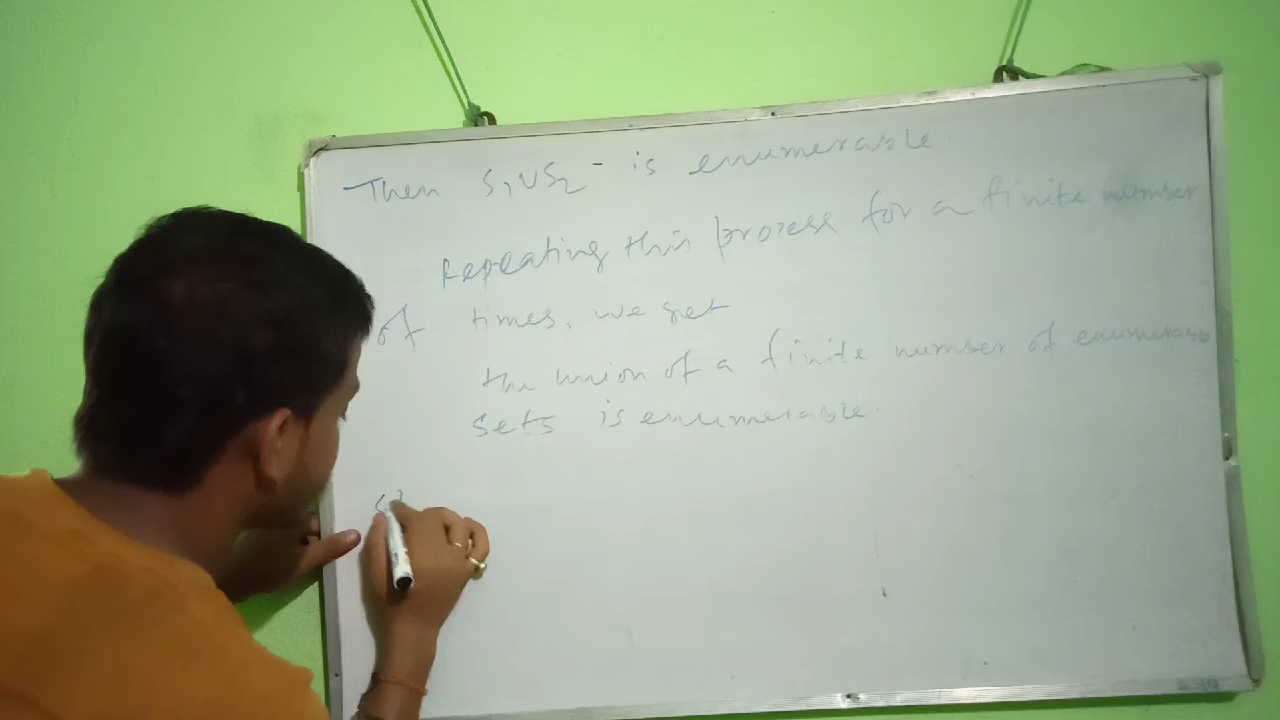 Then S₁US₂ - is enumerable.
Repeating this process for a finite number
of times, we get
the union of a finite number of enumerab
sets is enumerable.